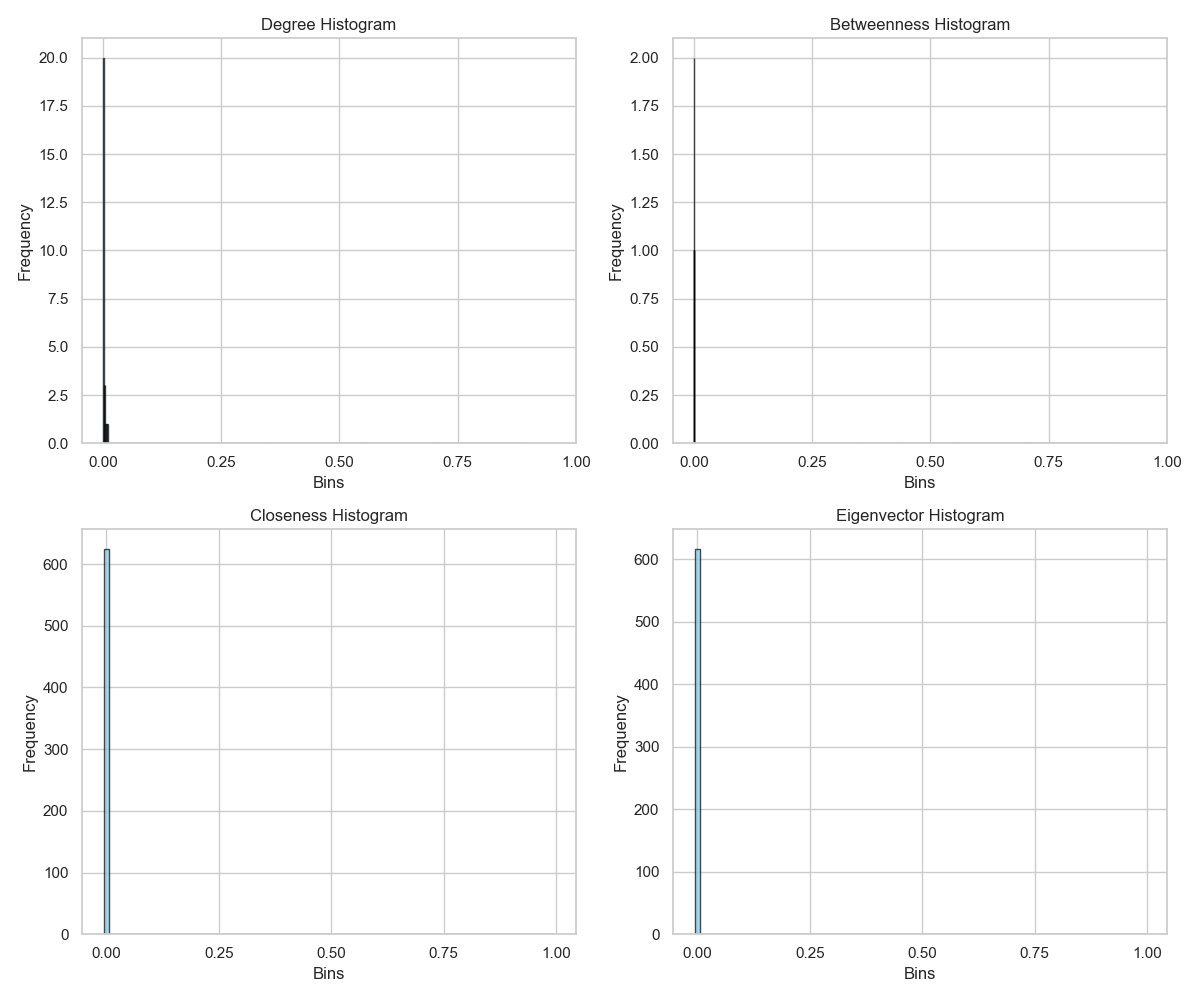 Degree Histogram
20.0
17.5
15.0
12.5
10.0
7.5
5.0
2.5
0.0
Frequency
0.00 0.25 0.50 0.75 1.00
Bins
Betweenness Histogram
2.00
1.75
1.50
1.25
1.00
0.75
0.50
0.25
0.00
Frequency
0.00 0.25 0.50 0.75 1.00
Bins
Closeness Histogram
600
500
400
300
200
100
0
Frequency
0.00 0.25 0.50 0.75 1.00
Bins
Eigenvector Histogram
600
500
400
300
200
100
0
Frequency
0.00 0.25 0.50 0.75 1.00
Bins